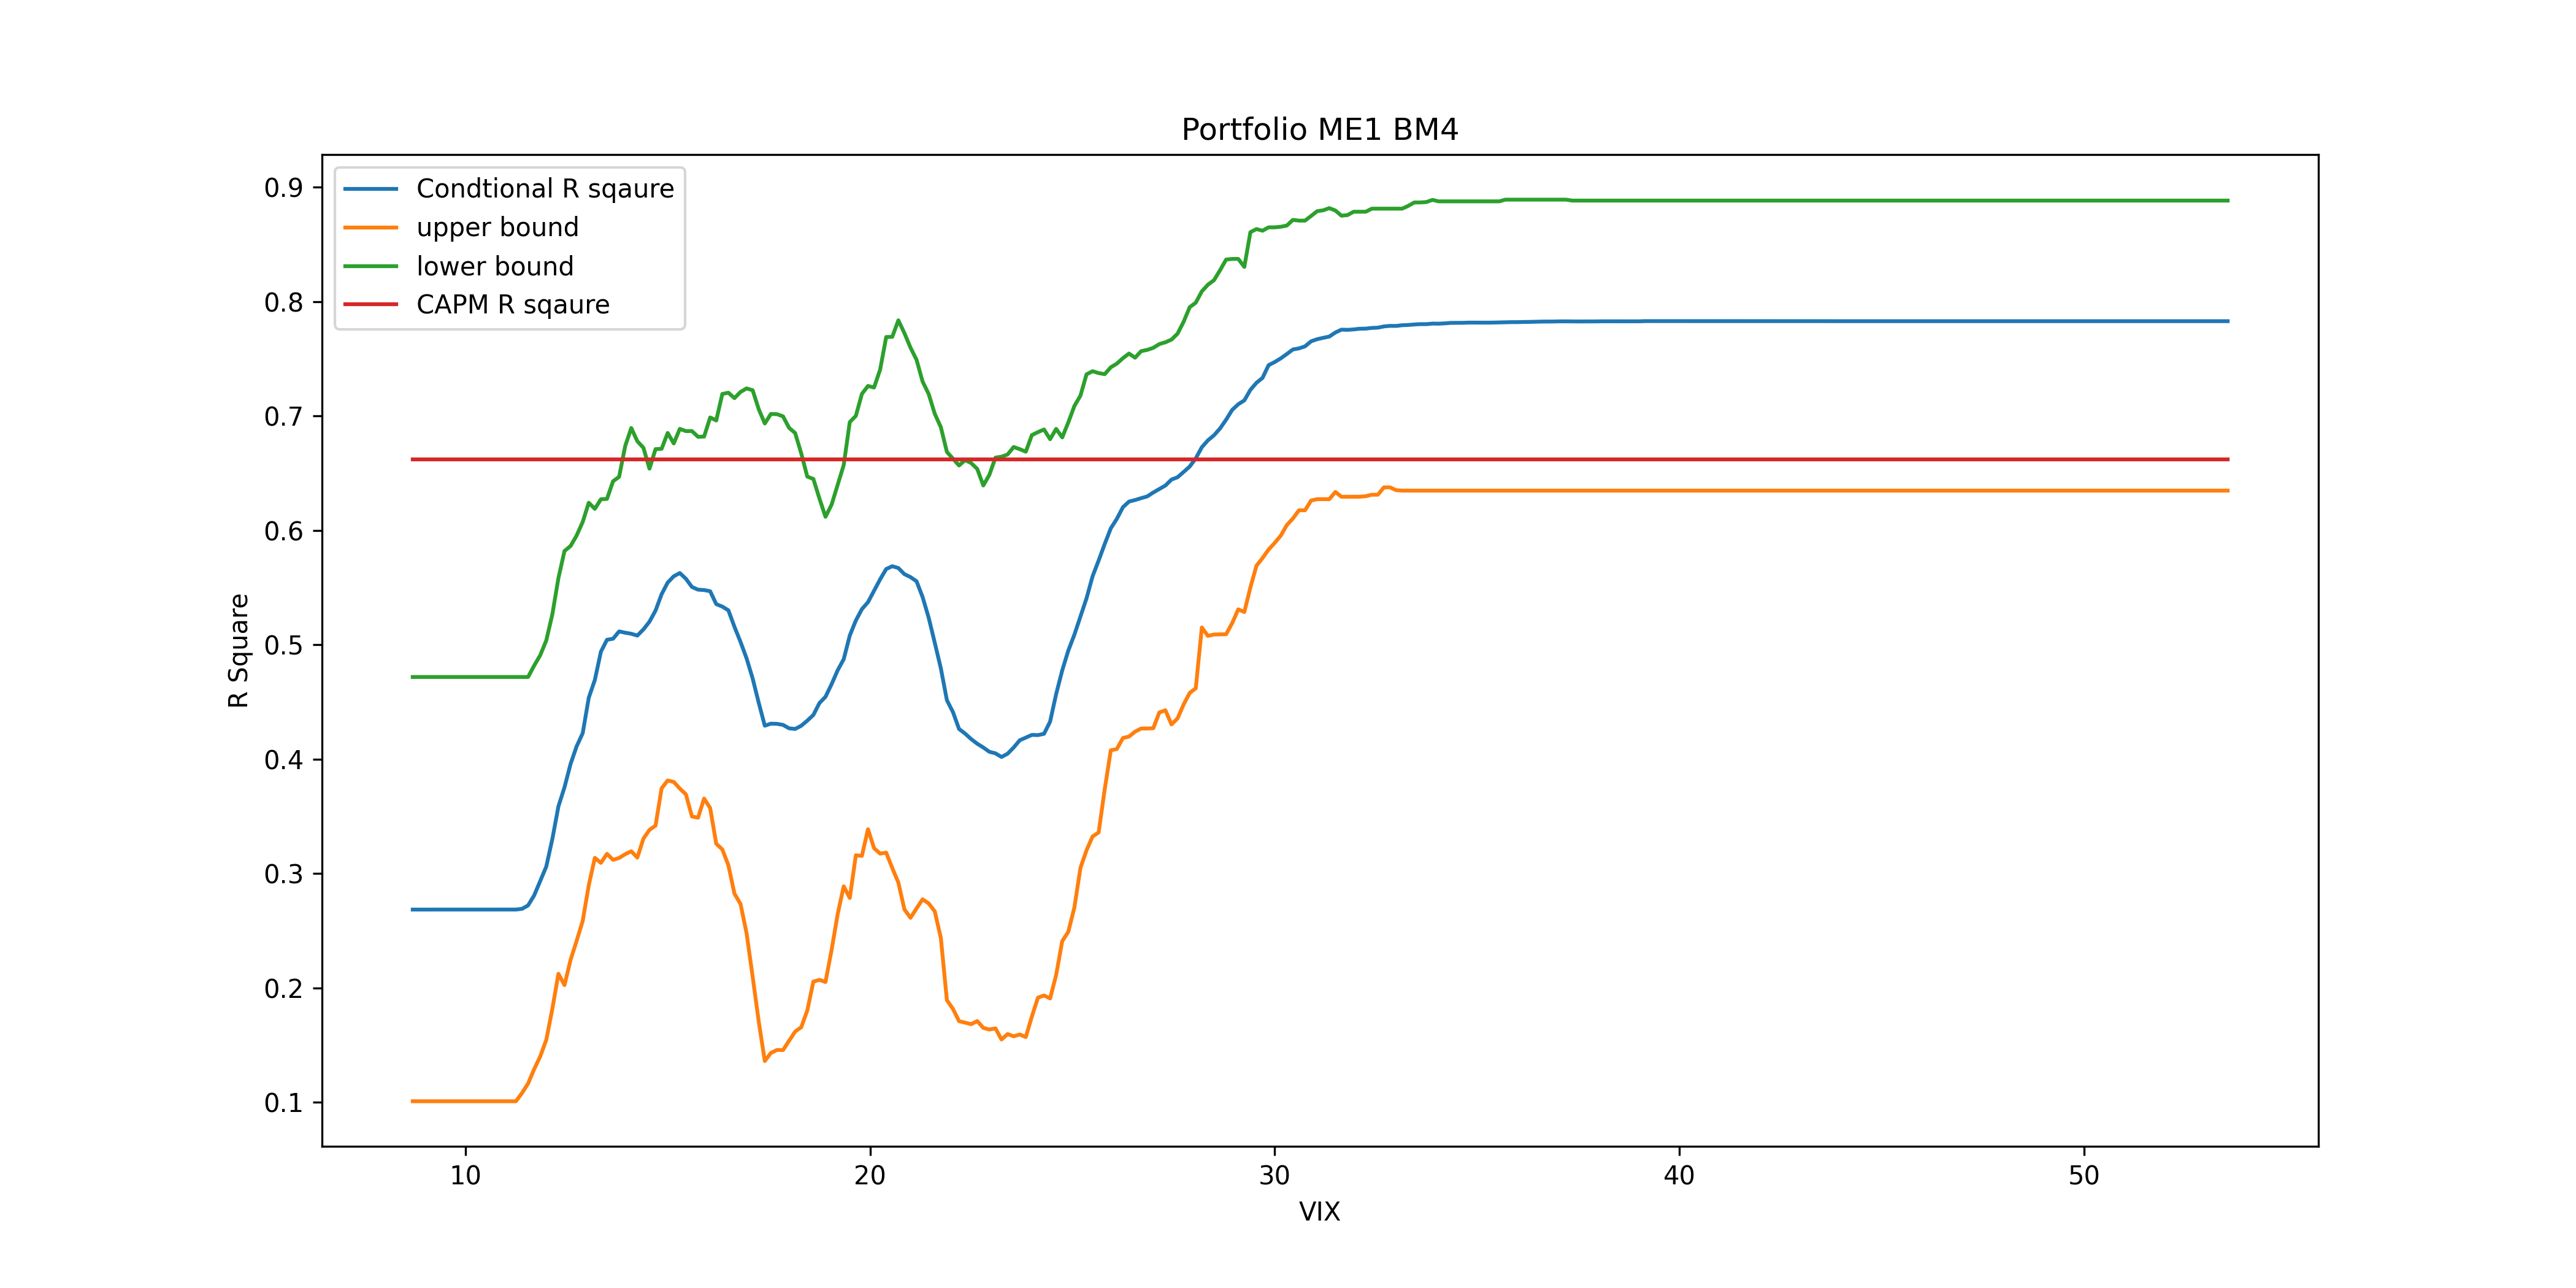 Portfolio ME1 BM4
Condtional R sqaure
upper bound
lower bound
CAPM R sqaure
0.9
0.8
0.7
0.6
0.5
0.4
0.3
0.2
0.1
R Square
10 20 30 40 50
VIX